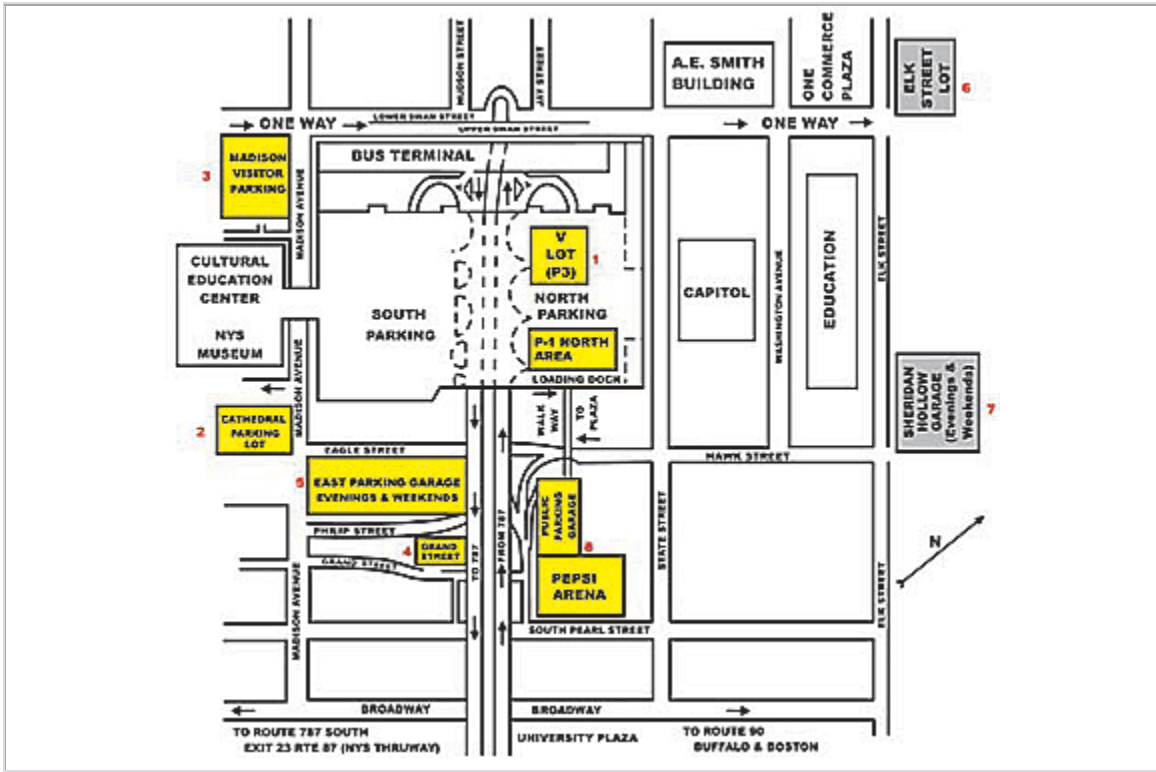 HUDSON STREET
JAY STREET
A.E. SMITH
BUILDING
ONE
COMMERCE
PLAZA
ELK
STREET
LOT
6
ONE WAY
LOWER SWAN STREET
UPPER SWAN STREET
ONE WAY
3
MADISON
VISITOR
PARKING
MADISON AVENUE
BUS TERMINAL
CULTURAL
EDUCATION
CENTER
NYS
MUSEUM
V
LOT
(P3)
1
NORTH
PARKING
SOUTH
PARKING
P-1 NORTH
AREA
LOADING DOCK
CAPITOL
WASHINGTON AVENUE
EDUCATION
ELK STREET
MADISON AVENUE
2
CATHEDRAL
PARKING
LOT
WALK
WAY
TO
PLAZA
SHERIDAN
HOLLOW
GARAGE
(Evenings &
Weekends)
7
EAGLE STREET
HAWK STREET
5
EAST PARKING GARAGE
EVENINGS & WEEKENDS
PUBLIC
PARKING
GARAGE
8
PHILIP STREET
4
GRAND
STREET
GRAND STREET
TO 787
FROM 787
PEPSI
ARENA
STATE STREET
N
MADISON AVENUE
ELK STREET
SOUTH PEARL STREET
BROADWAY
BROADWAY
TO ROUTE 787 SOUTH
EXIT 23 RTE 87 (NYS THRUWAY)
UNIVERSITY PLAZA
TO ROUTE 90
BUFFALO & BOSTON